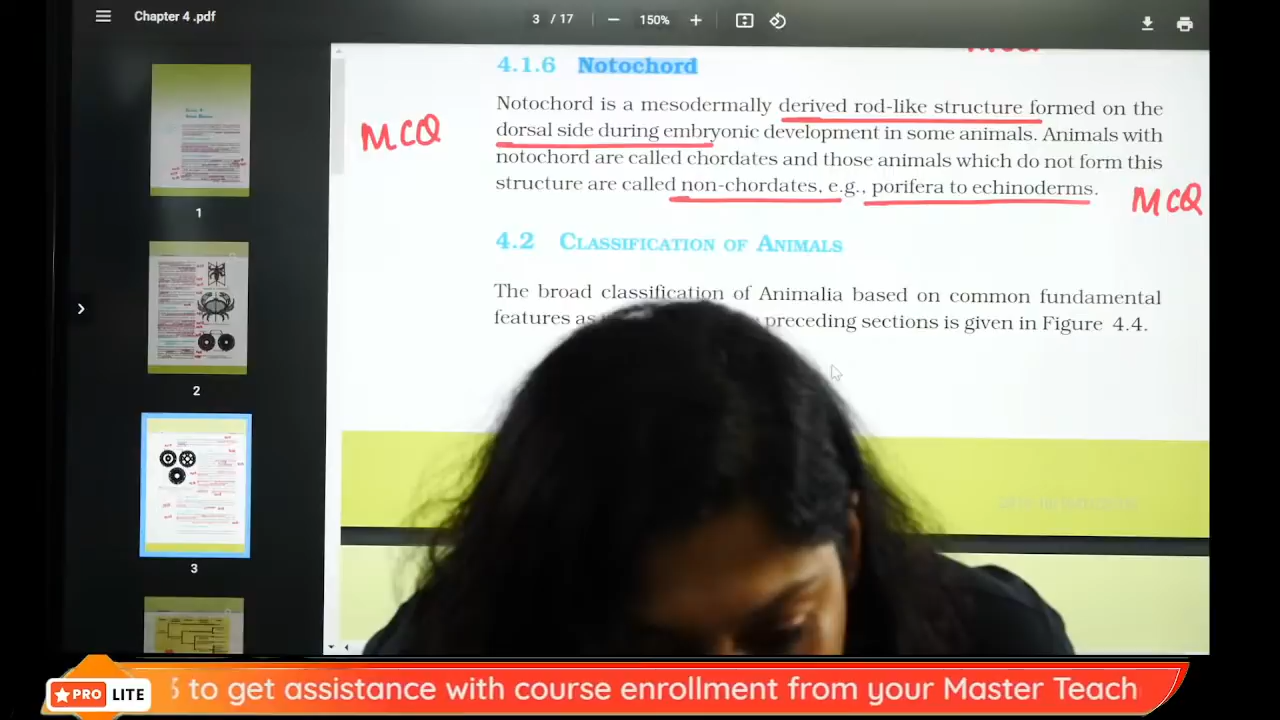 Chapter 4 .pdf
3 / 17
150%
4.1.6 Notochord
Notochord is a mesodermally derived rod-like structure formed on the
dorsal side during embryonic development in some animals. Animals with
notochord are called chordates and those animals which do not form this
structure are called non-chordates, e.g., porifera to echinoderms.
MCQ
MCQ
4.2 CLASSIFICATION OF ANIMALS
The broad classification of Animalia based on common fundamental
features as preceding sections is given in Figure 4.4.
1
2
3
PRO LITE
to get assistance with course enrollment from your Master Teach